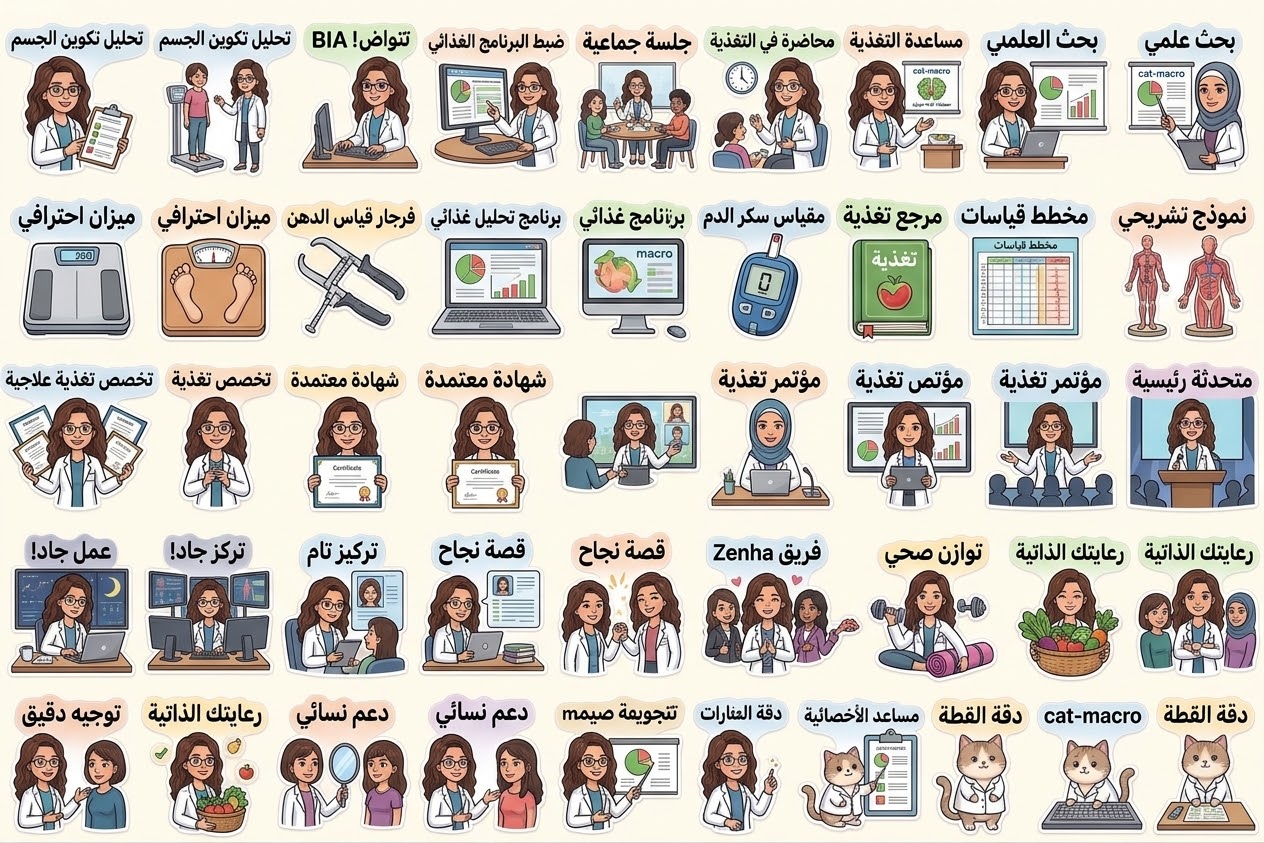 بحث علمي
cat-macro
بحث العلمي
مساعدة التغذية
cat-macro
محاضرة في التغذية
جلسة جماعية
ضبط البرنامج الغذائي
تتواض! BIA
تحليل تكوين الجسم
تحليل تكوين الجسم
نموذج تشريحي
مخطط قياسات
مخطط قياسات
مرجع تغذية
تغذية
مقياس سكر الدم
0
برنامج غذائي
macro
برنامج تحليل غذائي
فرجار قياس الدهن
ميزان احترافي
ميزان احترافي
متحدثة رئيسية
مؤتمر تغذية
مؤتص تغذية
مؤتمر تغذية
شهادة معتمدة
Certificate
شهادة معتمدة
Certificate
تخصص تغذية
تخصص تغذية علاجية
رعايتك الذاتية
رعايتك الذاتية
توازن صحي
فريق Zenha
قصة نجاح
قصة نجاح
تركيز تام
تركز جاد!
عمل جاد!
دقة القطة
cat-macro
دقة القطة
مساعد الأخصائية
دقة
دعم نسائي
دعم نسائي
رعايتك الذاتية
توجيه دقيق